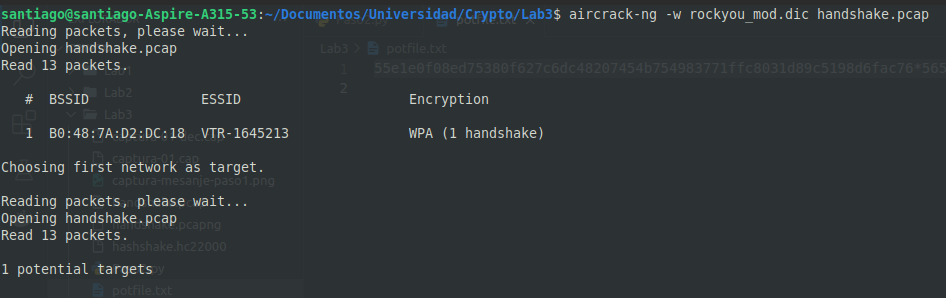 santiago@santiago-Aspire-A315-53:~/Documentos/Universidad/Crypto/Lab3$ aircrack-ng -w rockyou_mod.dic handshake.pcap
Reading packets, please wait...
Opening handshake.pcap
Read 13 packets.
# BSSID ESSID Encryption
1 B0:48:7A:D2:DC:18 VTR-1645213 WPA (1 handshake)
Choosing first network as target.
Reading packets, please wait...
Opening handshake.pcap
Read 13 packets.
1 potential targets
Lab3 > potfile.txt
1 55e1e0f08ed75380f627c6dc48207454b754983771ffc8031d89c5198d6fac76*565
2
Lab1
Lab2
Lab3
captura-01.cap
captura-mesanje-paso1.png
handshake.pcapng
hashshake.hc22000
potfile.txt